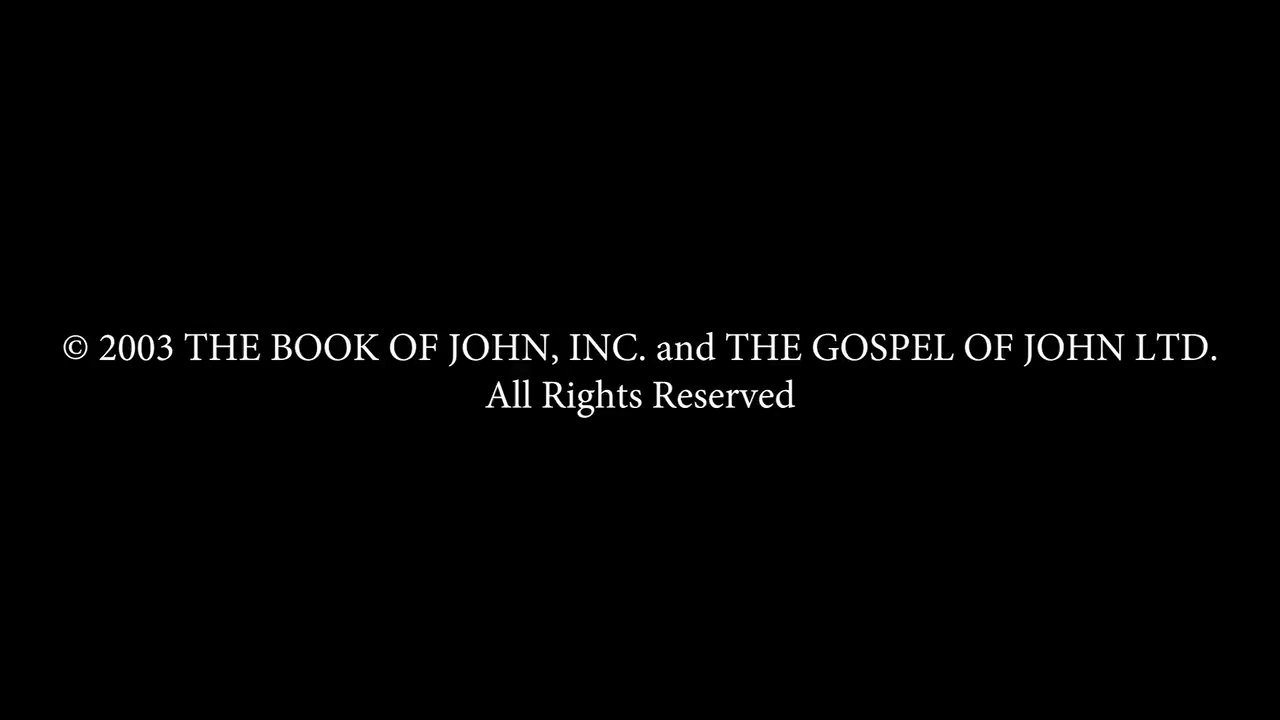 © 2003 THE BOOK OF JOHN, INC. and THE GOSPEL OF JOHN LTD.
All Rights Reserved